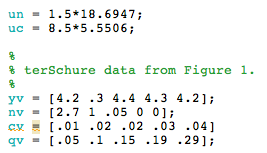 un = 1.5*18.6947;
uc = 8.5*5.5506;
%
% terSchure data from Figure 1.
%
yv = [4.2 .3 4.4 4.3 4.2];
nv = [2.7 1 .05 0 0];
cv = [.01 .02 .02 .03 .04]
qv = [.05 .1 .15 .19 .29];